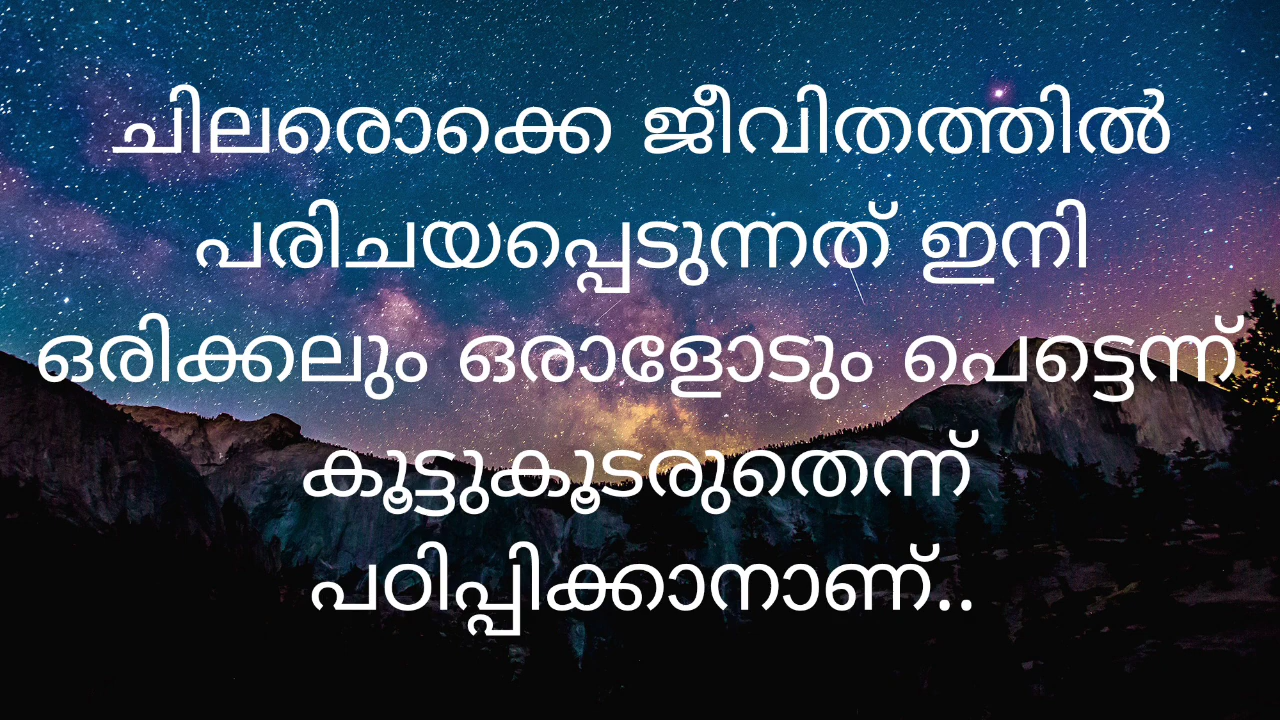 ചിലരൊക്കെ ജീവിതത്തിൽ
പരിചയപ്പെടുന്നത് ഇനി
ഒരിക്കലും ഒരാളോടും പെട്ടെന്ന്
കൂട്ടുകൂടരുതെന്ന്
പഠിപ്പിക്കാനാണ്..